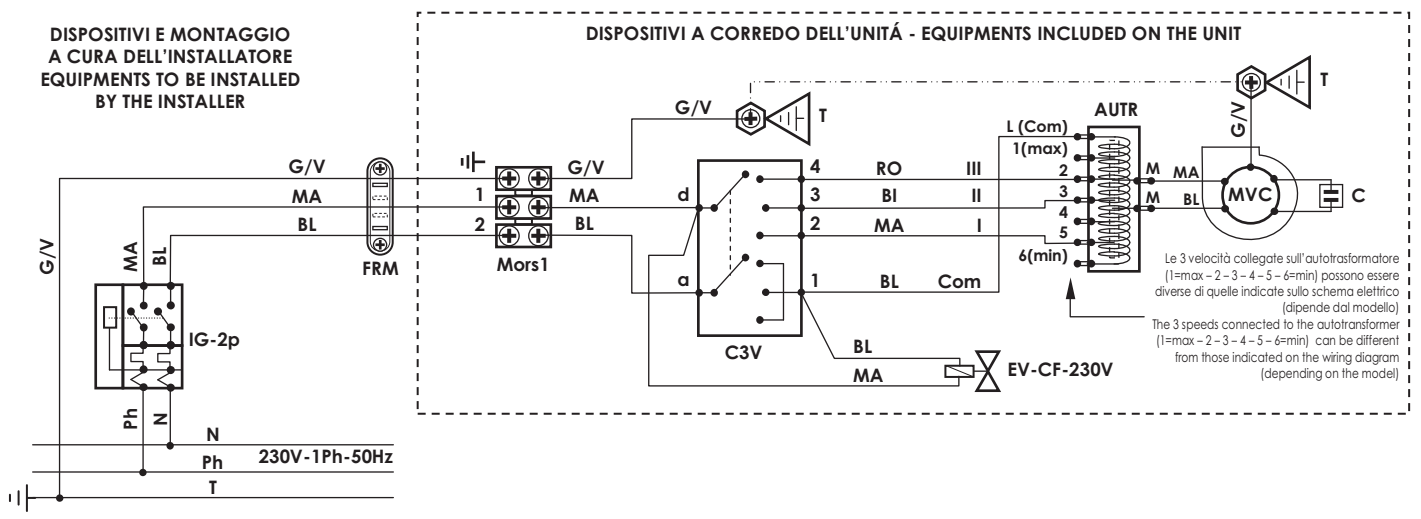 DISPOSITIVI E MONTAGGIO
A CURA DELL'INSTALLATORE
EQUIPMENTS TO BE INSTALLED
BY THE INSTALLER
DISPOSITIVI A CORREDO DELL'UNITÁ - EQUIPMENTS INCLUDED ON THE UNIT
G/V
T
T
G/V
AUTR
L (Com)
1(max)
2
3
4
5
6(min)
M
MA
M
BL
MVC
C
G/V
MA
BL
FRM
1
2
Mors1
G/V
MA
BL
d
a
4
3
2
1
C3V
RO
III
BI
II
MA
I
BL
Com
BL
MA
EV-CF-230V
G/V
MA
BL
IG-2p
Ph
N
N
230V-1Ph-50Hz
Ph
T
Le 3 velocità collegate sull'autotrasformatore
(1=max – 2 – 3 – 4 – 5 – 6=min) possono essere
diverse di quelle indicate sullo schema elettrico
(dipende dal modello)
The 3 speeds connected to the autotransformer
(1=max – 2 – 3 – 4 – 5 – 6=min) can be different
from those indicated on the wiring diagram
(depending on the model)